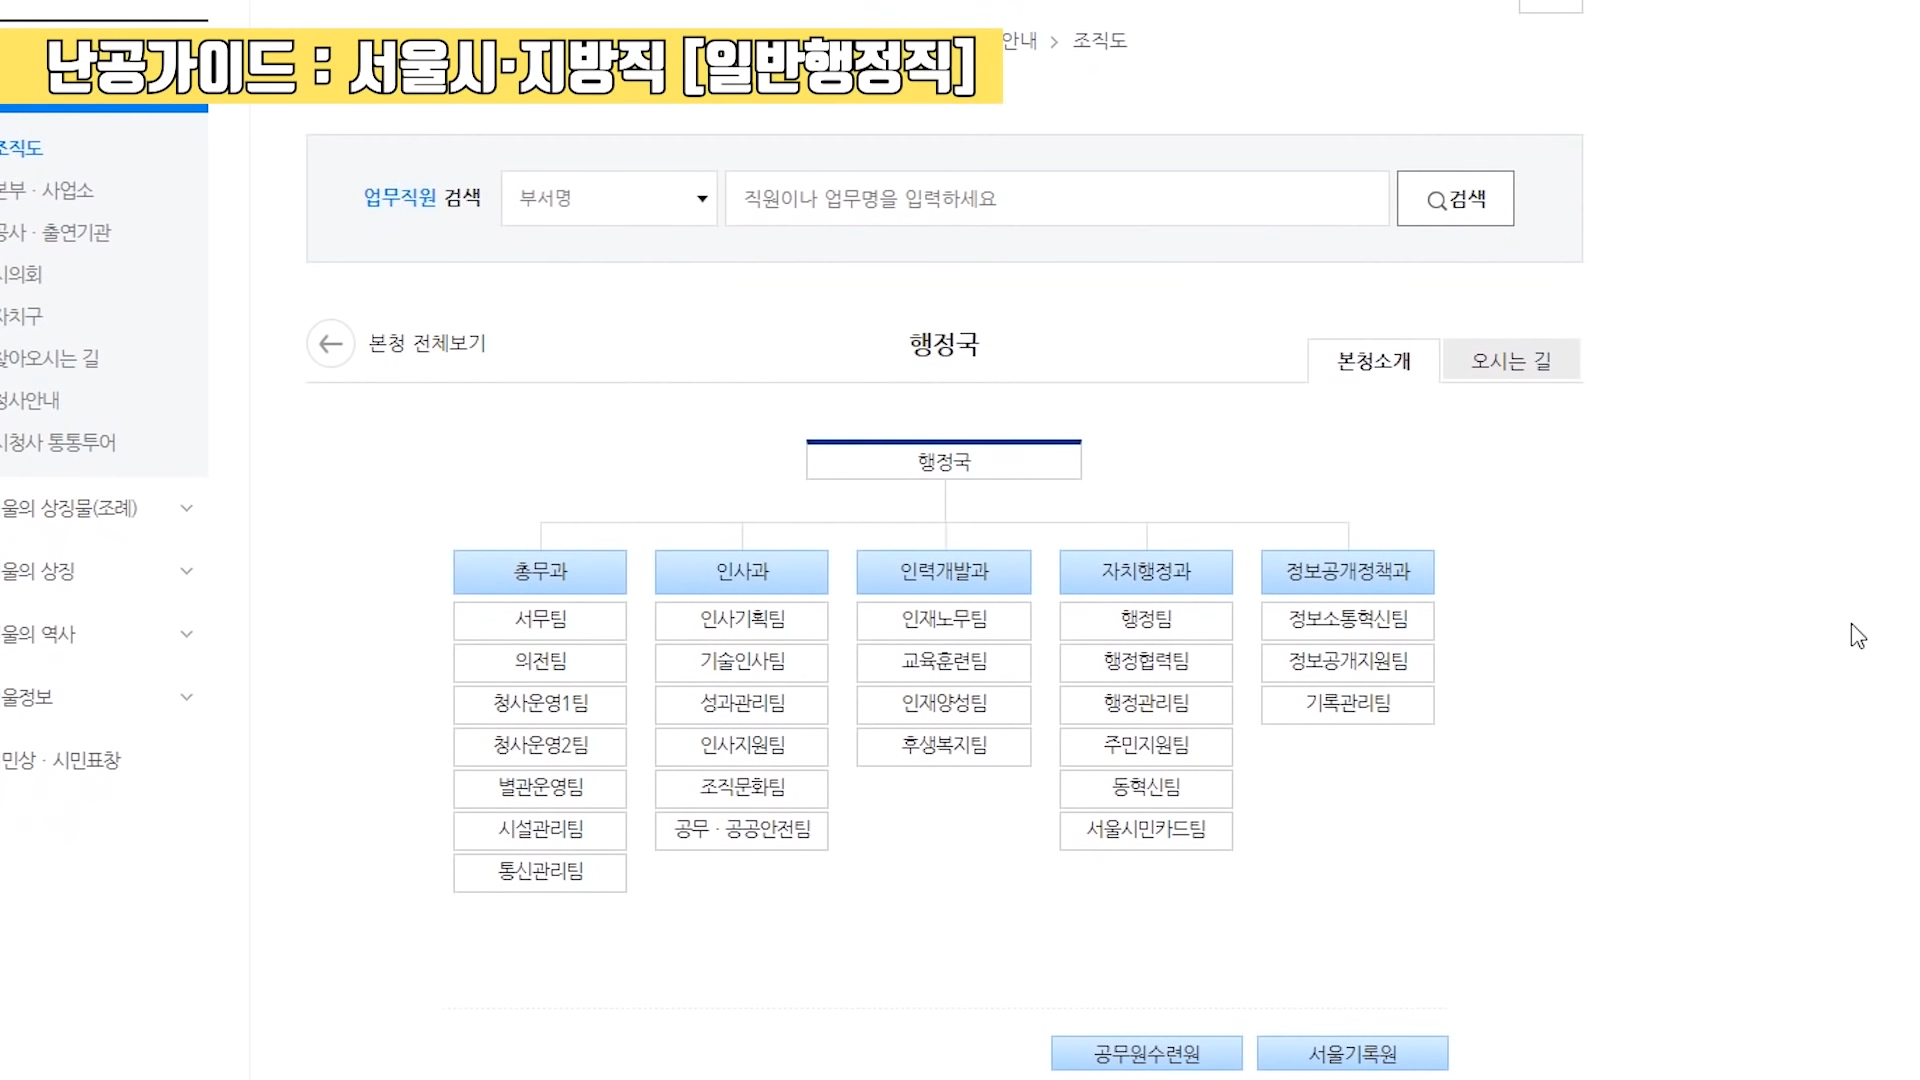 난공가이드 : 서울시·지방직 [일반행정직]
안내 > 조직도
조직도
본부 · 사업소
공사 · 출연기관
시의회
자치구
찾아오시는 길
청사안내
시청사 통통투어
울의 상징물(조례)
울의 상징
울의 역사
울정보
민상 · 시민표창
업무직원 검색
부서명
직원이나 업무명을 입력하세요
검색
본청 전체보기
행정국
본청소개
오시는 길
행정국
총무과
서무팀
의전팀
청사운영1팀
청사운영2팀
별관운영팀
시설관리팀
통신관리팀
인사과
인사기획팀
기술인사팀
성과관리팀
인사지원팀
조직문화팀
공무 · 공공안전팀
인력개발과
인재노무팀
교육훈련팀
인재양성팀
후생복지팀
자치행정과
행정팀
행정협력팀
행정관리팀
주민지원팀
동혁신팀
서울시민카드팀
정보공개정책과
정보소통혁신팀
정보공개지원팀
기록관리팀
공무원수련원
서울기록원